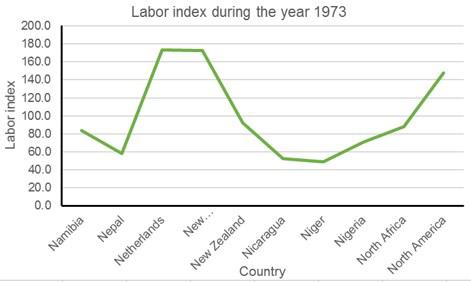 Labor index during the year 1973
200.0
180.0
160.0
140.0
120.0
100.0
80.0
60.0
40.0
20.0
0.0
Labor index
Namibia
Nepal
Netherlands
New...
New Zealand
Nicaragua
Niger
Nigeria
North Africa
North America
Country